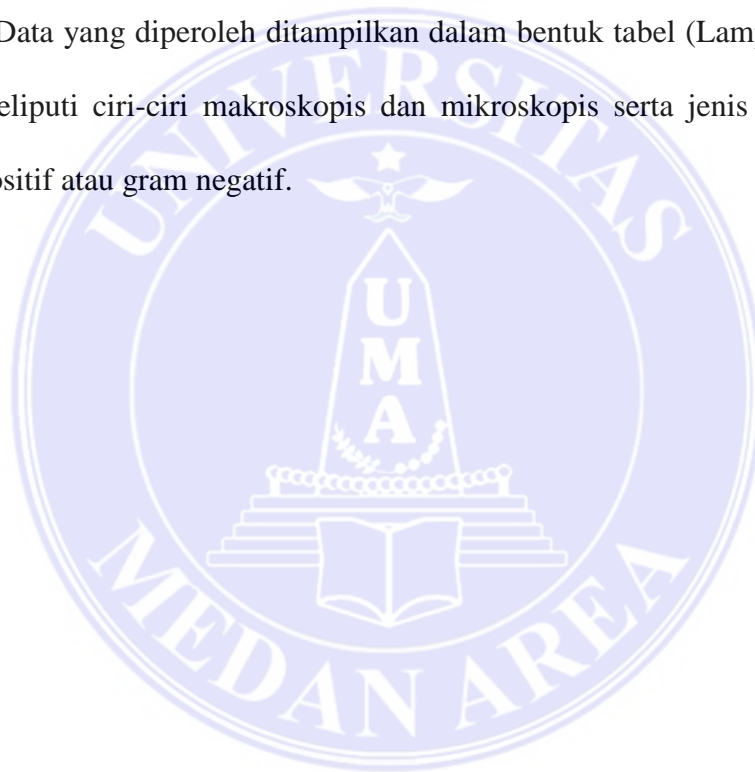 Data yang diperoleh ditampilkan dalam bentuk tabel
eliputi ciri-ciri makroskopis dan mikroskopis serta jenis
ositif atau gram negatif.
UNIVERSITAS
UMA
MEDAN AREA